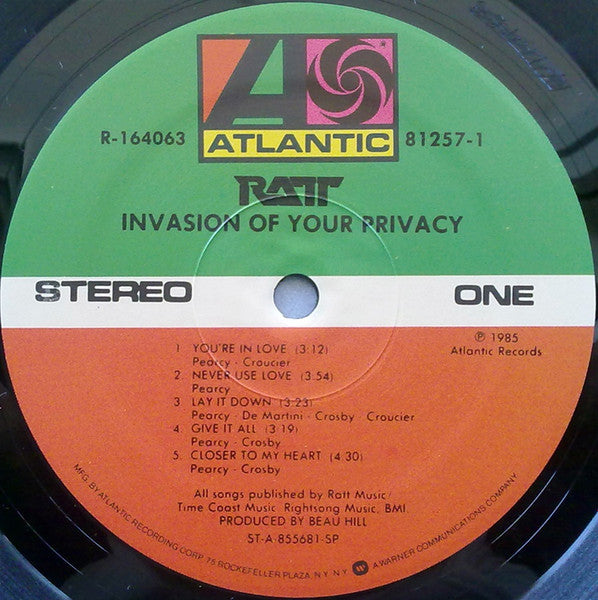 R-164063
ATLANTIC
81257-1
RATT
INVASION OF YOUR PRIVACY
STEREO
ONE
℗ 1985
Atlantic Records
1 YOU'RE IN LOVE (3:12)
Pearcy - Croucier
2. NEVER USE LOVE (3:54)
Pearcy
3 LAY IT DOWN (3:23)
Pearcy - De Martini - Crosby - Croucier
4 GIVE IT ALL (3:19)
Pearcy - Crosby
5 CLOSER TO MY HEART (4:30)
Pearcy - Crosby
All songs published by Ratt Music/
Time Coast Music, Rightsong Music, BMI.
PRODUCED BY BEAU HILL
ST-A-855681-SP
MFG. BY ATLANTIC RECORDING CORP. 75 ROCKEFELLER PLAZA, N.Y. N.Y. A WARNER COMMUNICATIONS COMPANY